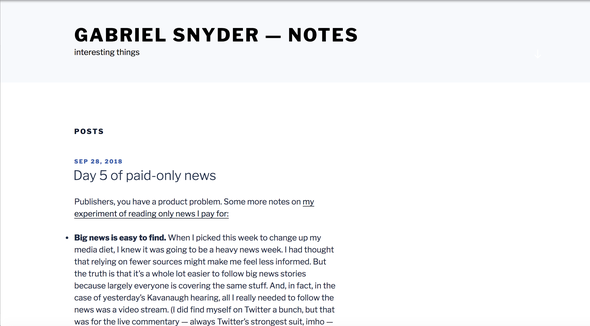 GABRIEL SNYDER — NOTES
interesting things
POSTS
SEP 28, 2018
Day 5 of paid-only news
Publishers, you have a product problem. Some more notes on my
experiment of reading only news I pay for:
• Big news is easy to find. When I picked this week to change up my
media diet, I knew it was going to be a heavy news week. I had thought
that relying on fewer sources might make me feel less informed. But
the truth is that it's a whole lot easier to follow big news stories
because largely everyone is covering the same stuff. And, in fact, in the
case of yesterday's Kavanaugh hearing, all I really needed to follow the
news was a video stream. (I did find myself on Twitter a bunch, but that
was for the live commentary — always Twitter's strongest suit, imho —